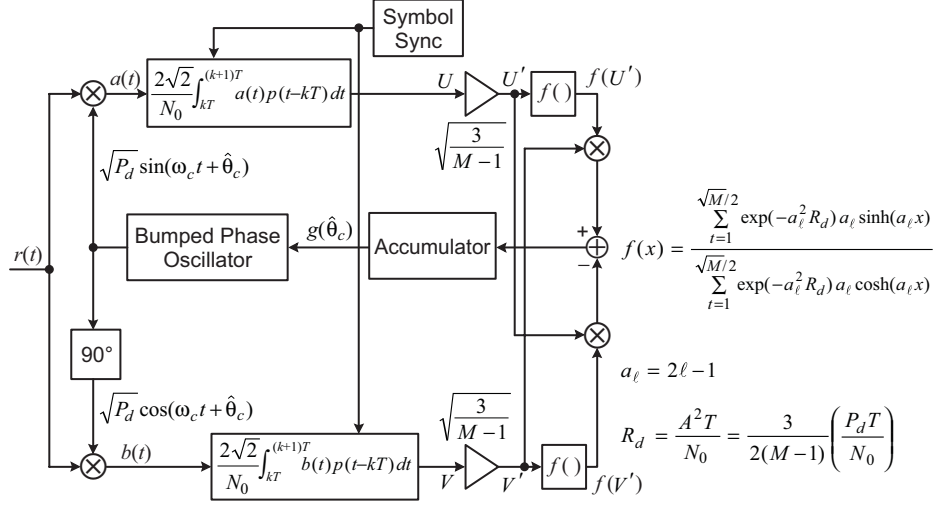 Symbol
Sync
a(t)
2√2/N₀ ∫_{kT}^{(k+1)T} a(t) p(t–kT) dt
U
U′
f( )
f(U′)
√(3/(M–1))
√P_d sin(ω_c t + θ̂_c)
r(t)
Bumped Phase
Oscillator
g(θ̂_c)
Accumulator
+
–
f(x) = ∑_{t=1}^{√M/2} exp(–a_ℓ² R_d) a_ℓ sinh(a_ℓ x) / ∑_{t=1}^{√M/2} exp(–a_ℓ² R_d) a_ℓ cosh(a_ℓ x)
90°
a_ℓ = 2ℓ – 1
√P_d cos(ω_c t + θ̂_c)
√(3/(M–1))
R_d = A²T/N₀ = 3/(2(M–1)) (P_d T/N₀)
b(t)
2√2/N₀ ∫_{kT}^{(k+1)T} b(t) p(t–kT) dt
V
V′
f( )
f(V′)